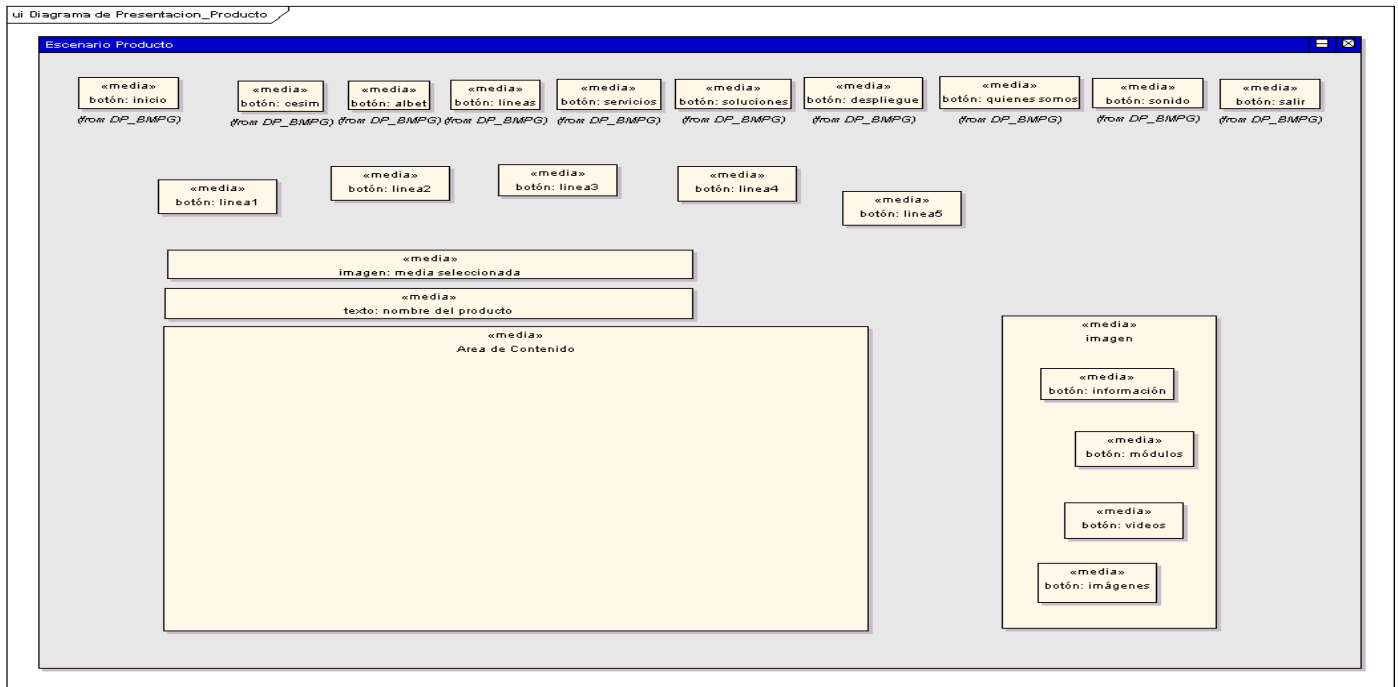 ui Diagrama de Presentacion_Producto
Escenario Producto
«media»
botón: inicio
(from DP_BMPG)
«media»
botón: cesim
(from DP_BMPG)
«media»
botón: albet
(from DP_BMPG)
«media»
botón: lineas
(from DP_BMPG)
«media»
botón: servicios
(from DP_BMPG)
«media»
botón: soluciones
(from DP_BMPG)
«media»
botón: despliegue
(from DP_BMPG)
«media»
botón: quienes somos
(from DP_BMPG)
«media»
botón: sonido
(from DP_BMPG)
«media»
botón: salir
(from DP_BMPG)
«media»
botón: linea1
«media»
botón: linea2
«media»
botón: linea3
«media»
botón: linea4
«media»
botón: linea5
«media»
imagen: media seleccionada
«media»
texto: nombre del producto
«media»
Area de Contenido
«media»
imagen
«media»
botón: información
«media»
botón: módulos
«media»
botón: videos
«media»
botón: imágenes